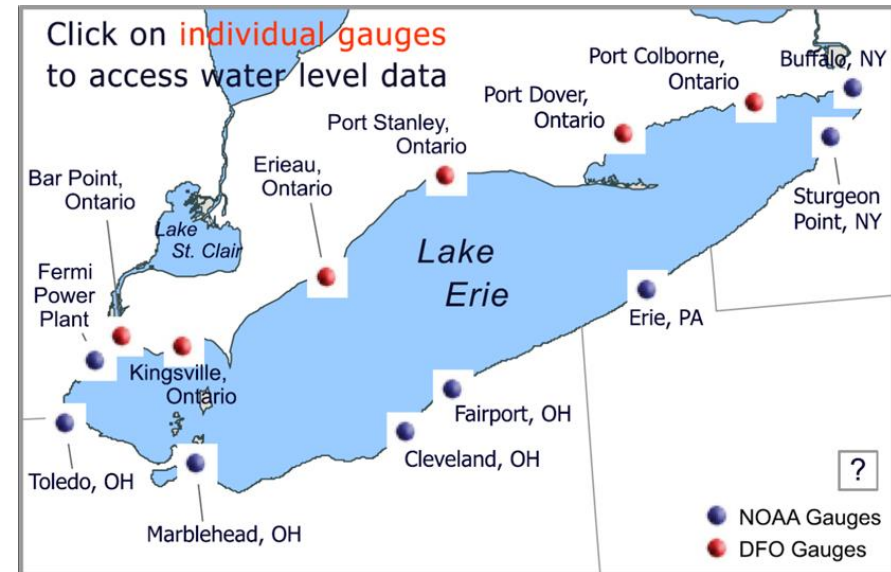 Click on individual gauges
to access water level data
Port Colborne,
Ontario
Buffalo, NY
Port Dover,
Ontario
Port Stanley,
Ontario
Erieau,
Ontario
Bar Point,
Ontario
Lake
St. Clair
Sturgeon
Point, NY
Lake
Erie
Fermi
Power
Plant
Erie, PA
Kingsville,
Ontario
Fairport, OH
Cleveland, OH
Toledo, OH
Marblehead, OH
?
NOAA Gauges
DFO Gauges